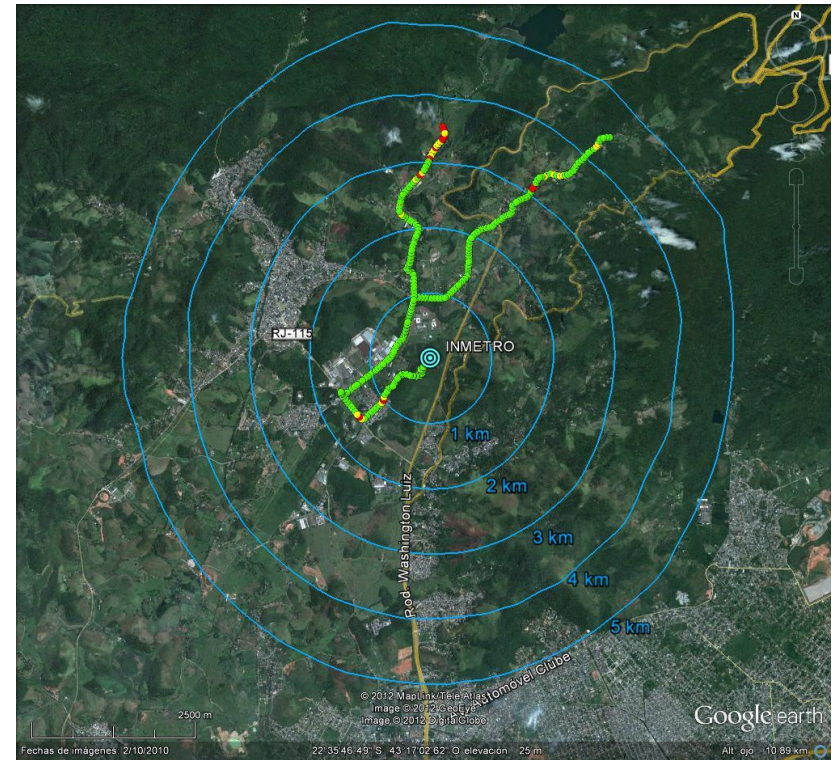 N
RJ-115
INMETRO
1 km
2 km
3 km
4 km
5 km
Rod. Washington Luiz
Automóvel Clube
© 2012 MapLink/Tele Atlas
Image © 2012 GeoEye
Image © 2012 DigitalGlobe
2500 m
Google earth
Fechas de imágenes: 2/10/2010
22°35'46.49" S 43°17'02.62" O elevación 25 m
Alt. ojo 10.89 km